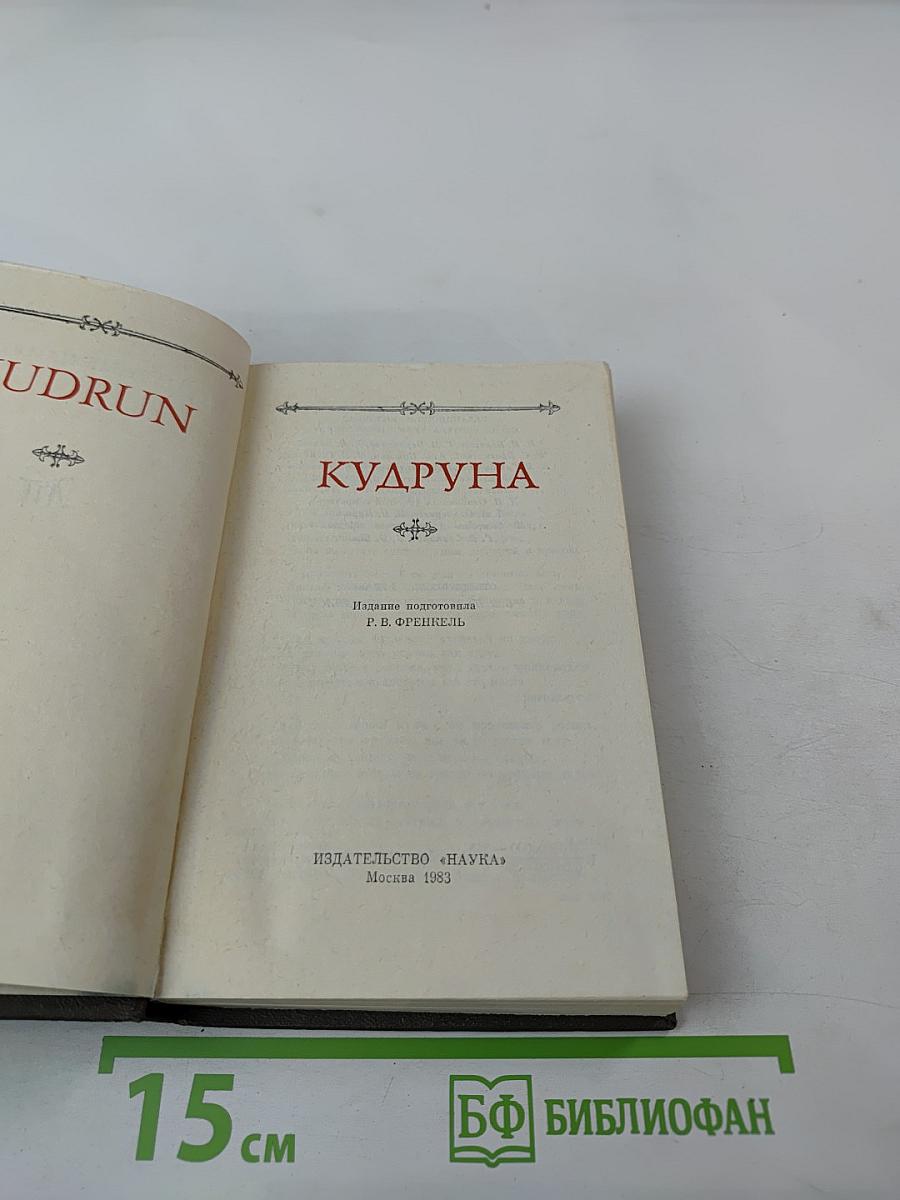 UDRUN
КУДРУНА
Издание подготовила
Р. В. ФРЕНКЕЛЬ
ИЗДАТЕЛЬСТВО «НАУКА»
Москва 1983
15 см
БФ БИБЛИОФАН